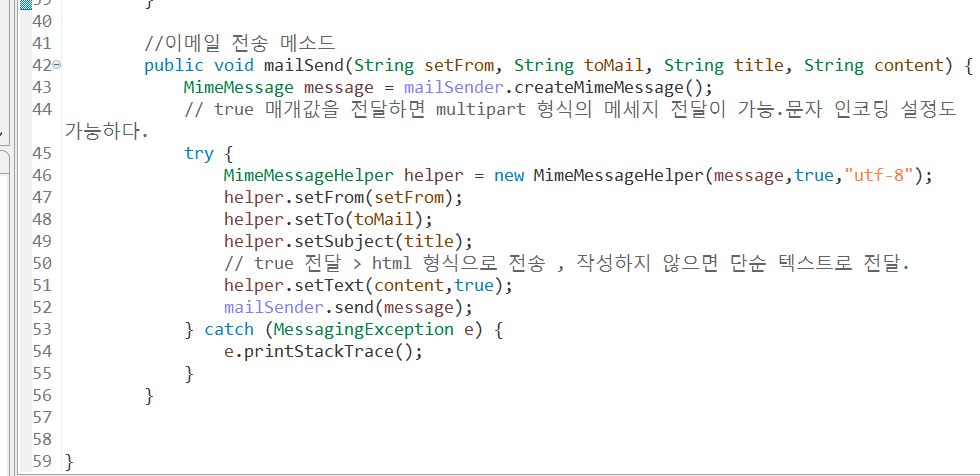 39 }
40
41 //이메일 전송 메소드
42 public void mailSend(String setFrom, String toMail, String title, String content) {
43 MimeMessage message = mailSender.createMimeMessage();
44 // true 매개값을 전달하면 multipart 형식의 메세지 전달이 가능.문자 인코딩 설정도
가능하다.
45 try {
46 MimeMessageHelper helper = new MimeMessageHelper(message,true,"utf-8");
47 helper.setFrom(setFrom);
48 helper.setTo(toMail);
49 helper.setSubject(title);
50 // true 전달 > html 형식으로 전송 , 작성하지 않으면 단순 텍스트로 전달.
51 helper.setText(content,true);
52 mailSender.send(message);
53 } catch (MessagingException e) {
54 e.printStackTrace();
55 }
56 }
57
58
59 }